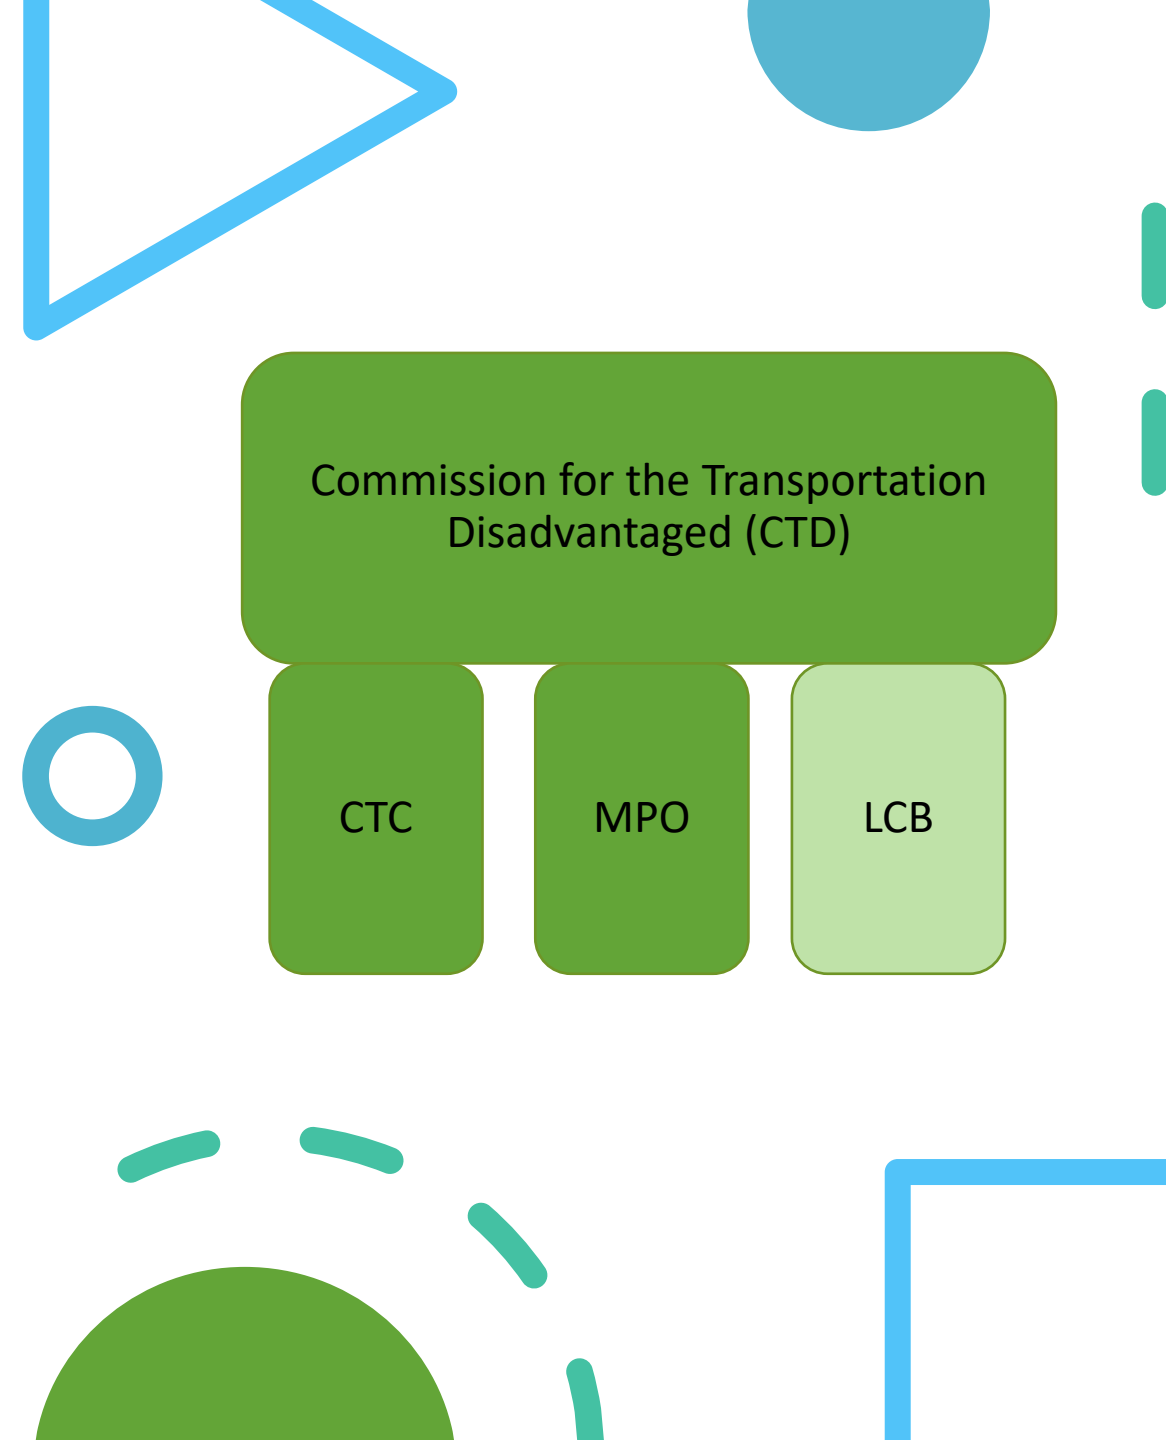 Commission for the Transportation
Disadvantaged (CTD)
CTC
MPO
LCB